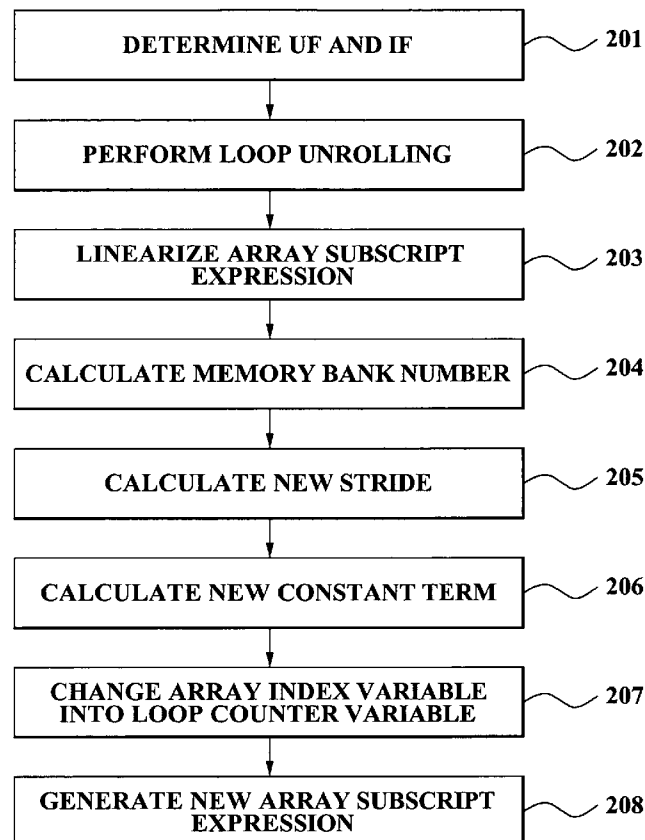 DETERMINE UF AND IF
201
PERFORM LOOP UNROLLING
202
LINEARIZE ARRAY SUBSCRIPT
EXPRESSION
203
CALCULATE MEMORY BANK NUMBER
204
CALCULATE NEW STRIDE
205
CALCULATE NEW CONSTANT TERM
206
CHANGE ARRAY INDEX VARIABLE
INTO LOOP COUNTER VARIABLE
207
GENERATE NEW ARRAY SUBSCRIPT
EXPRESSION
208